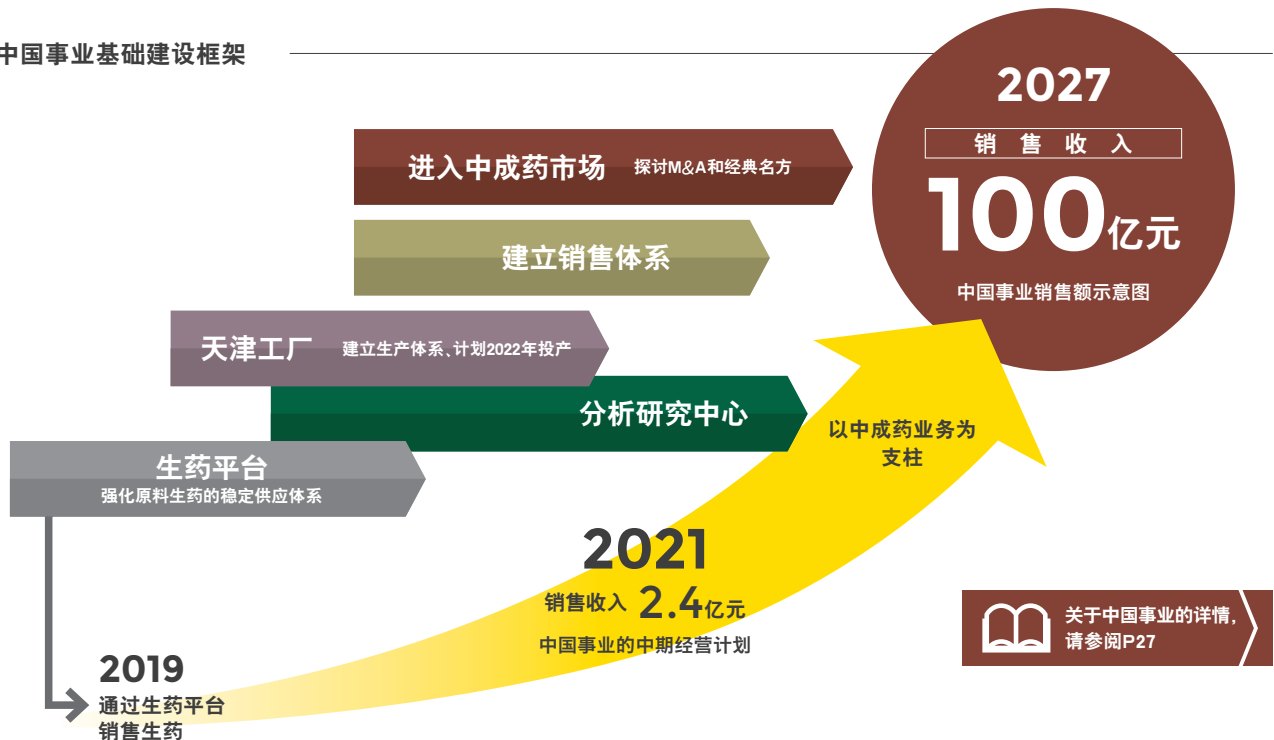 中国事业基础建设框架
2027
销售收入
100亿元
中国事业销售额示意图
进入中成药市场 探讨M&A和经典名方
建立销售体系
天津工厂 建立生产体系、计划2022年投产
分析研究中心
生药平台
强化原料生药的稳定供应体系
以中成药业务为
支柱
2021
销售收入 2.4亿元
中国事业的中期经营计划
2019
通过生药平台
销售生药
关于中国事业的详情，
请参阅P27